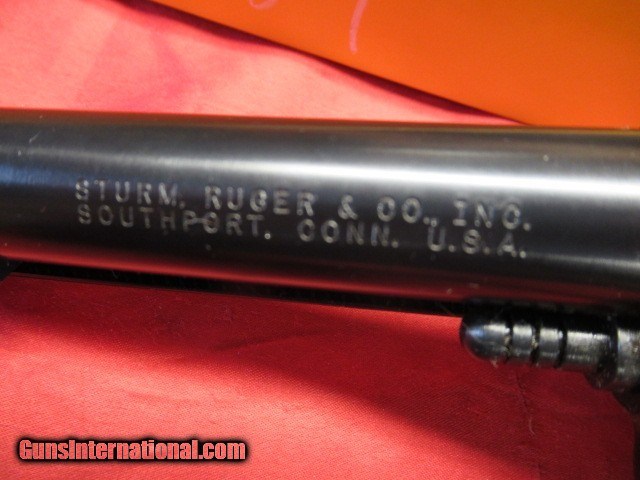 STURM, RUGER & CO., INC.
SOUTHPORT, CONN. U.S.A.
GunsInternational.com